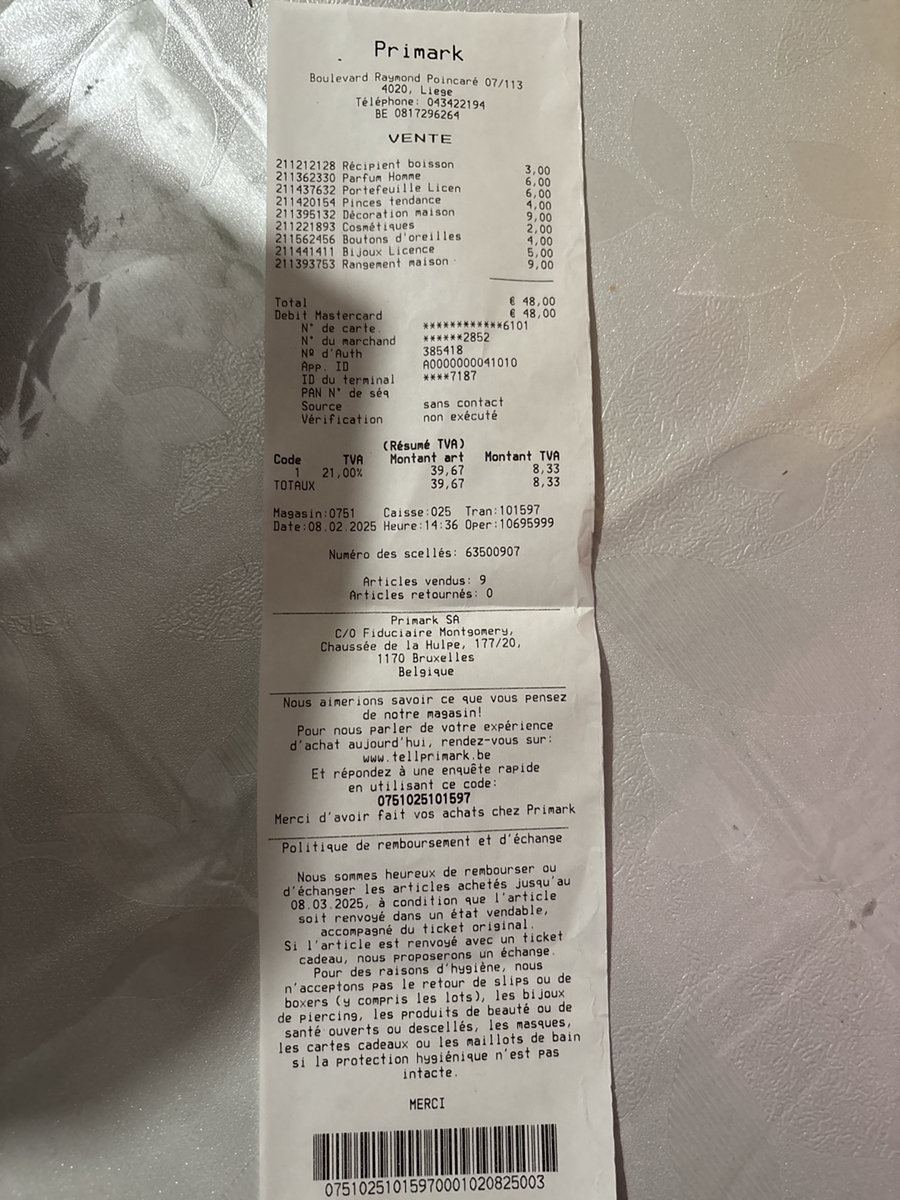 Primark
Boulevard Raymond Poincaré 07/113
4020, Liege
Téléphone: 043422194
BE 0817296264
VENTE
211212128 Récipient boisson 3,00
211362330 Parfum Homme 6,00
211437632 Portefeuille Licen 6,00
211420154 Pinces tendance 4,00
211395132 Décoration maison 9,00
211221893 Cosmétiques 2,00
211562456 Boutons d'oreilles 4,00
211441411 Bijoux Licence 5,00
211393753 Rangement maison 9,00
Total € 48,00
Debit Mastercard € 48,00
N° de carte. ************6101
N° du marchand ******2852
Nº d'Auth 385418
App. ID A0000000041010
ID du terminal ****7187
PAN N° de séq
Source sans contact
Vérification non exécuté
(Résumé TVA)
Code TVA Montant art Montant TVA
1 21,00% 39,67 8,33
TOTAUX 39,67 8,33
Magasin:0751 Caisse:025 Tran:101597
Date:08.02.2025 Heure:14:36 Oper:10695999
Numéro des scellés: 63500907
Articles vendus: 9
Articles retournés: 0
Primark SA
C/O Fiduciaire Montgomery,
Chaussée de la Hulpe, 177/20,
1170 Bruxelles
Belgique
Nous aimerions savoir ce que vous pensez
de notre magasin!
Pour nous parler de votre expérience
d'achat aujourd'hui, rendez-vous sur:
www.tellprimark.be
Et répondez à une enquête rapide
en utilisant ce code:
0751025101597
Merci d'avoir fait vos achats chez Primark
Politique de remboursement et d'échange
Nous sommes heureux de rembourser ou
d'échanger les articles achetés jusqu'au
08.03.2025, à condition que l'article
soit renvoyé dans un état vendable,
accompagné du ticket original.
Si l'article est renvoyé avec un ticket
cadeau, nous proposerons un échange.
Pour des raisons d'hygiène, nous
n'acceptons pas le retour de slips ou de
boxers (y compris les lots), les bijoux
de piercing, les produits de beauté ou de
santé ouverts ou descellés, les masques,
les cartes cadeaux ou les maillots de bain
si la protection hygiénique n'est pas
intacte.
MERCI
0751025101597000102082​5003